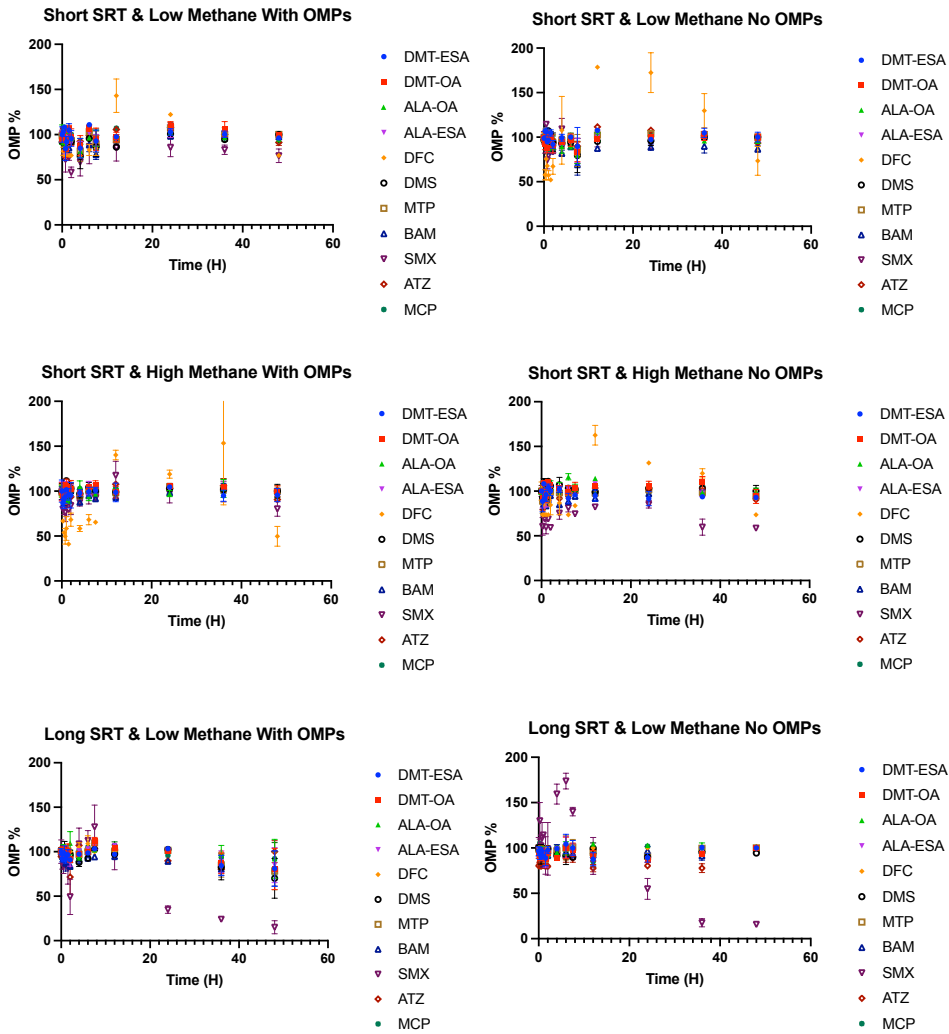 Short SRT & Low Methane With OMPs
OMP %
200
150
100
50
0
0 20 40 60
Time (H)
DMT-ESA
DMT-OA
ALA-OA
ALA-ESA
DFC
DMS
MTP
BAM
SMX
ATZ
MCP
Short SRT & Low Methane No OMPs
OMP %
200
150
100
50
0
0 20 40 60
Time (H)
DMT-ESA
DMT-OA
ALA-OA
ALA-ESA
DFC
DMS
MTP
BAM
SMX
ATZ
MCP
Short SRT & High Methane With OMPs
OMP %
200
150
100
50
0
0 20 40 60
Time (H)
DMT-ESA
DMT-OA
ALA-OA
ALA-ESA
DFC
DMS
MTP
BAM
SMX
ATZ
MCP
Short SRT & High Methane No OMPs
OMP %
200
150
100
50
0
0 20 40 60
Time (H)
DMT-ESA
DMT-OA
ALA-OA
ALA-ESA
DFC
DMS
MTP
BAM
SMX
ATZ
MCP
Long SRT & Low Methane With OMPs
OMP %
200
150
100
50
0
0 20 40 60
Time (H)
DMT-ESA
DMT-OA
ALA-OA
ALA-ESA
DFC
DMS
MTP
BAM
SMX
ATZ
MCP
Long SRT & Low Methane No OMPs
OMP %
200
150
100
50
0
0 20 40 60
Time (H)
DMT-ESA
DMT-OA
ALA-OA
ALA-ESA
DFC
DMS
MTP
BAM
SMX
ATZ
MCP